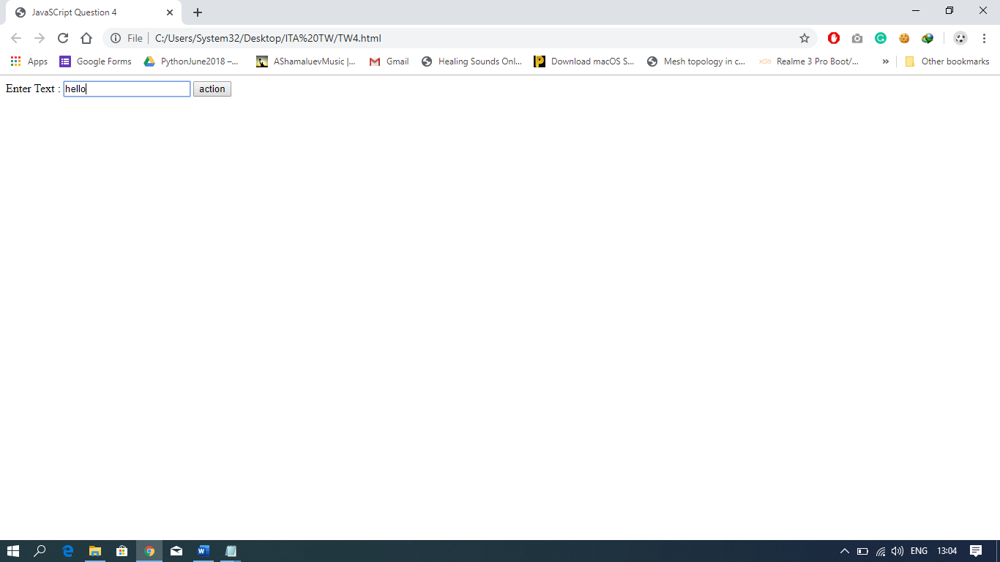 JavaSCript Question 4
File C:/Users/System32/Desktop/ITA%20TW/TW4.html
Apps Google Forms PythonJune2018 –... AShamaluevMusic |... Gmail Healing Sounds Onl... Download macOS S... Mesh topology in c... xda Realme 3 Pro Boot/... » Other bookmarks
Enter Text : hello action
ENG 13:04